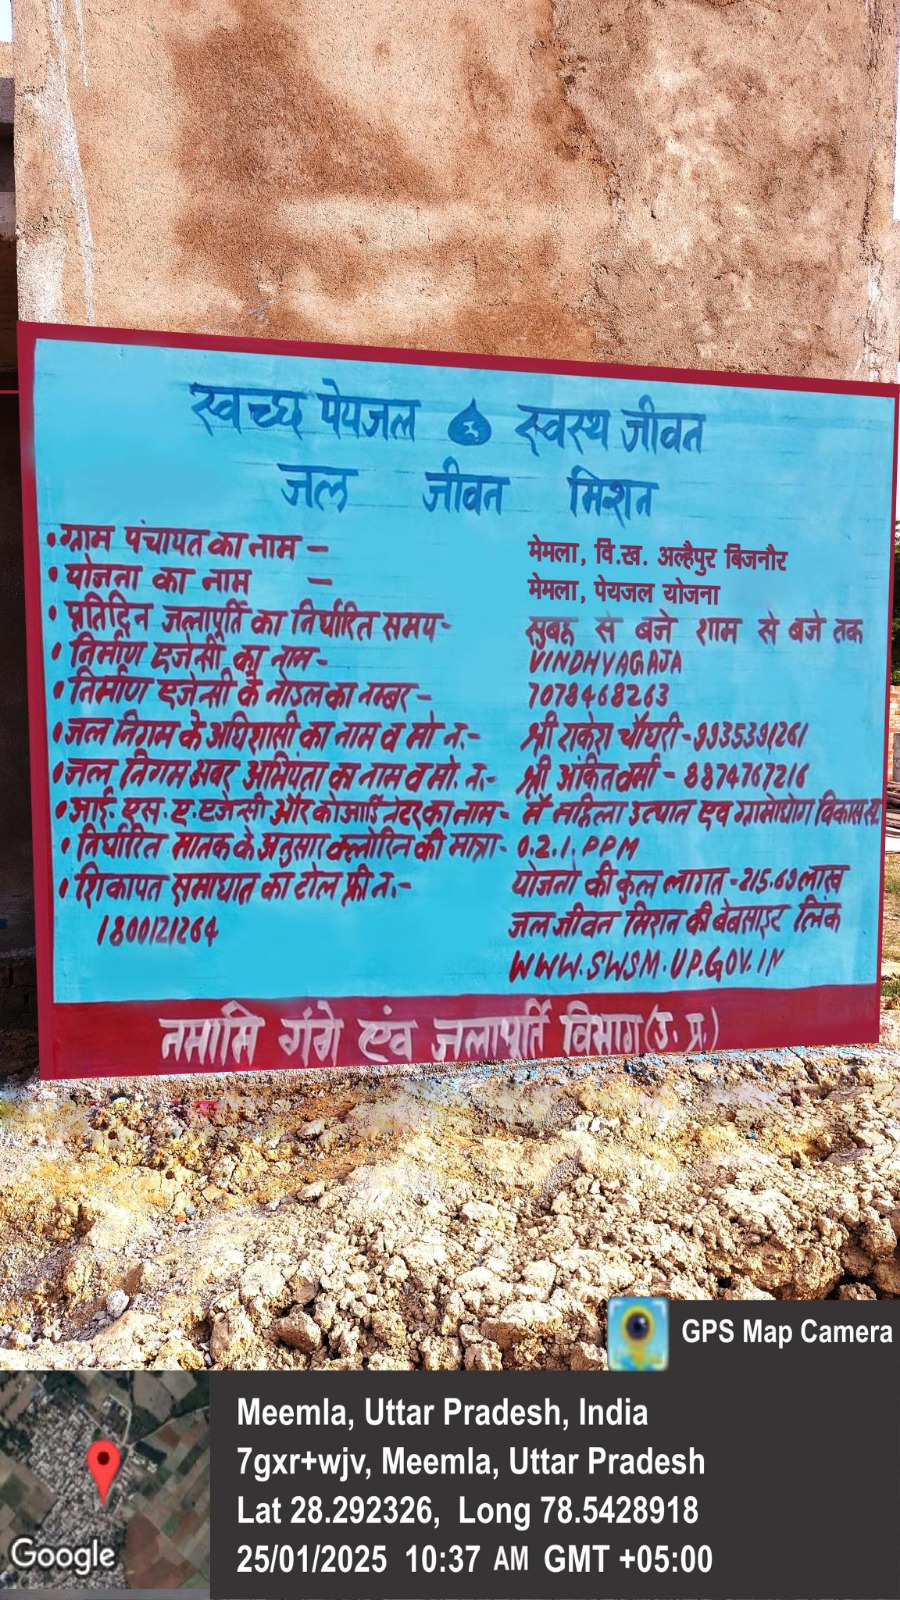 स्वच्छ पेयजल स्वस्थ जीवन
जल जीवन मिशन
• ग्राम पंचायत का नाम - मेमला, वि.ख. अल्हैपुर बिजनौर
• योजना का नाम - मेमला, पेयजल योजना
• प्रतिदिन जलापूर्ति का निर्धारित समय- सुबह से बजे शाम से बजे तक
• निर्माण एजेन्सी का नाम- VINDHYAGAJA
• निर्माण एजेन्सी के नोडल का नम्बर- 7078468263
• जल निगम के अधिशासी का नाम व मो न.- श्री राकेश चौधरी-9935391261
• जल निगम अवर अभियंता का नाम व मो. न.- श्री अंकित वर्मा - 8874767216
• आई. एस. ए. एजेन्सी और कोआर्डिनेटर का नाम- मै महिला उत्थान एव ग्रामोद्योग विकास
• निर्धारित मानक के अनुसार क्लोरिन की मात्रा- 0.2.1.PPM
• शिकायत समाधान का टोल फ्री न.- योजना की कुल लागत-215.69 लाख
1800121264 जल जीवन मिशन की बेबसाइट लिंक
WWW.SWSM.UP.GOV.IN
नमामि गंगे एंव जलापूर्ति विभाग (उ. प्र.)
GPS Map Camera
Meemla, Uttar Pradesh, India
7gxr+wjv, Meemla, Uttar Pradesh
Lat 28.292326, Long 78.5428918
25/01/2025 10:37 AM GMT +05:00
Google